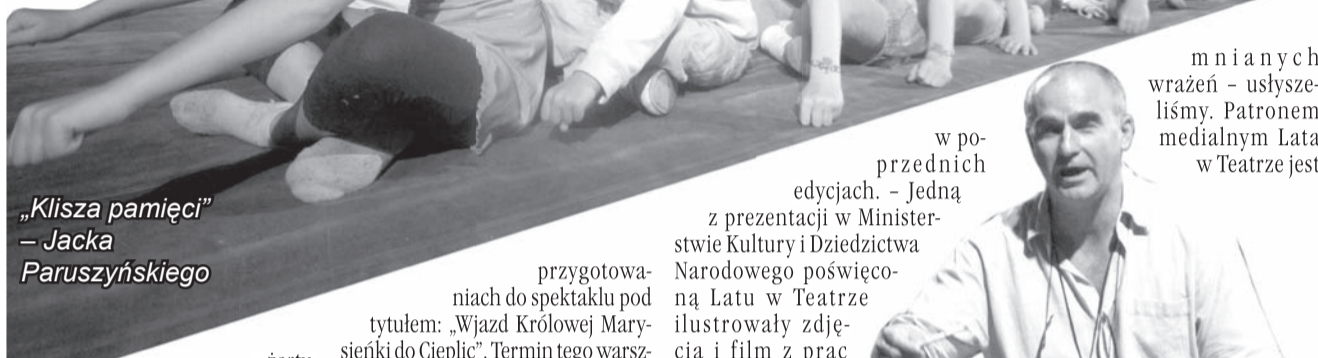 „Klisza pamięci”
– Jacka
Paruszyńskiego
przygotowa-
niach do spektaklu pod
tytułem: „Wjazd Królowej Mary-
sieńki do Cieplic”. Termin tego warsz-
w po-
przednich
edycjach. – Jedną
z prezentacji w Minister-
stwie Kultury i Dziedzictwa
Narodowego poświęco-
ną Latu w Teatrze
ilustrowały zdję-
cia i film z prac
mnianych
wrażeń – usłysze-
liśmy. Patronem
medialnym Lata
w Teatrze jest